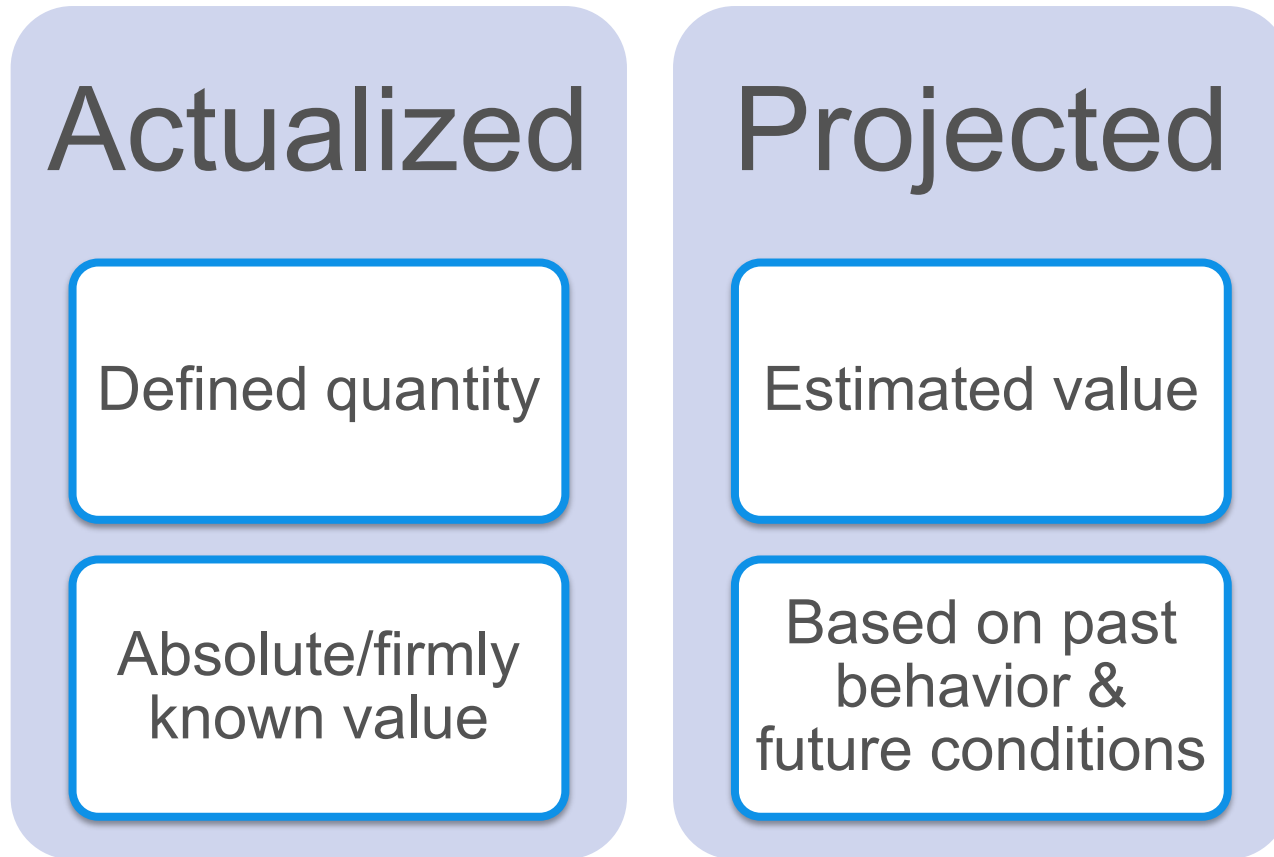 Actualized
Defined quantity
Absolute/firmly
known value
Projected
Estimated value
Based on past
behavior &
future conditions